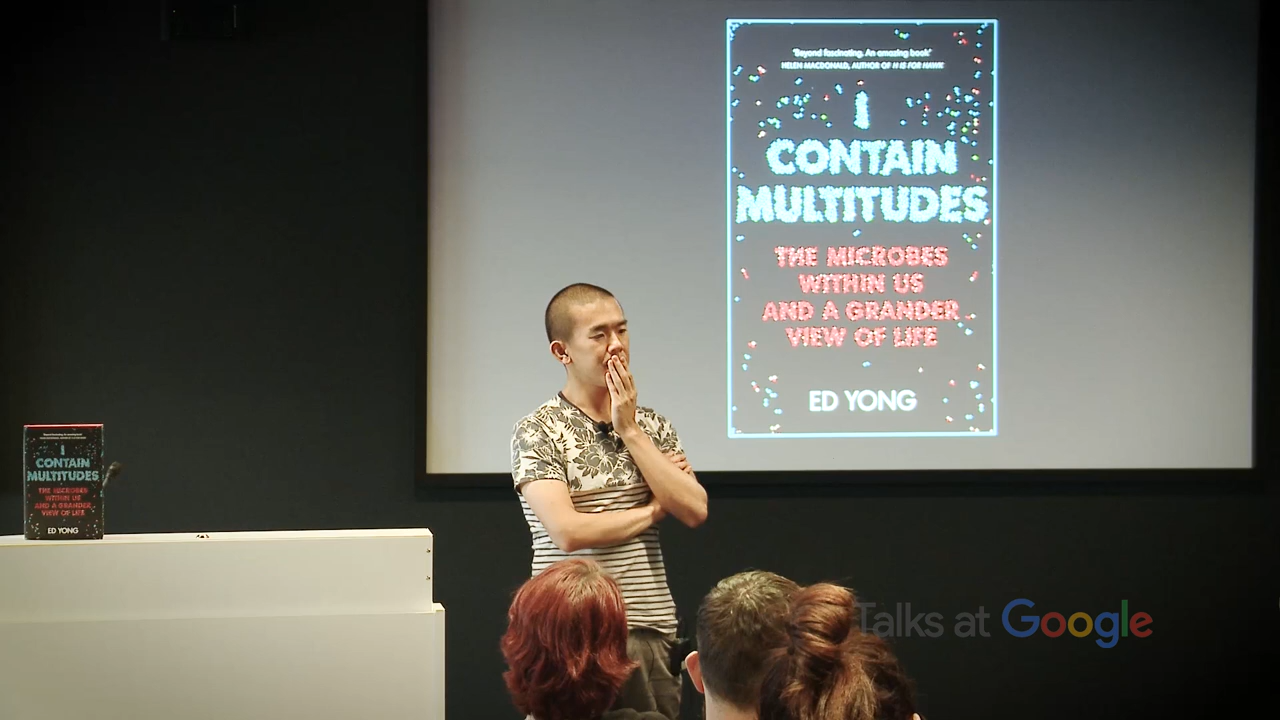 'Beyond fascinating. An amazing book'
HELEN MACDONALD, AUTHOR OF H IS FOR HAWK
I
CONTAIN
MULTITUDES
THE MICROBES
WITHIN US
AND A GRANDER
VIEW OF LIFE
ED YONG
I
CONTAIN
MULTITUDES
THE MICROBES
WITHIN US
AND A GRANDER
VIEW OF LIFE
ED YONG
Talks at Google